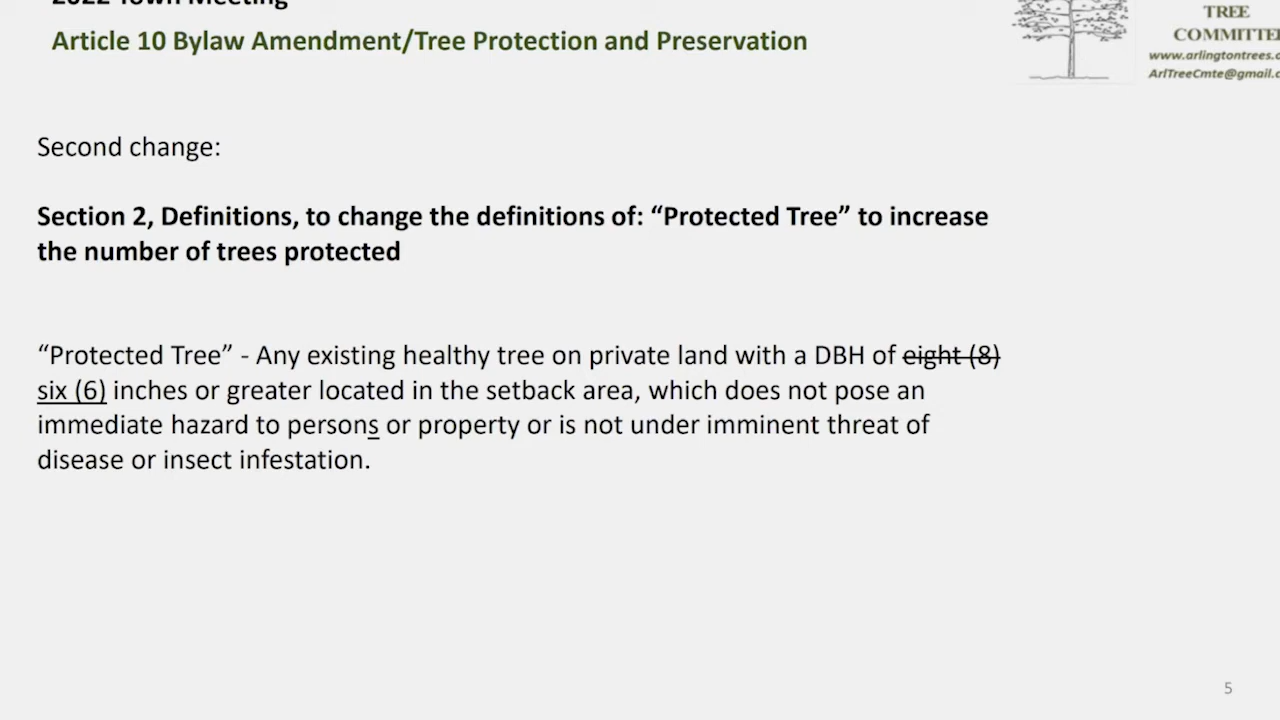 2022 Town Meeting
Article 10 Bylaw Amendment/Tree Protection and Preservation
TREE
COMMITTE
www.arlingtontrees.
ArlTreeCmte@gmail.
Second change:
Section 2, Definitions, to change the definitions of: “Protected Tree” to increase
the number of trees protected
“Protected Tree” - Any existing healthy tree on private land with a DBH of eight (8)
six (6) inches or greater located in the setback area, which does not pose an
immediate hazard to persons or property or is not under imminent threat of
disease or insect infestation.
5